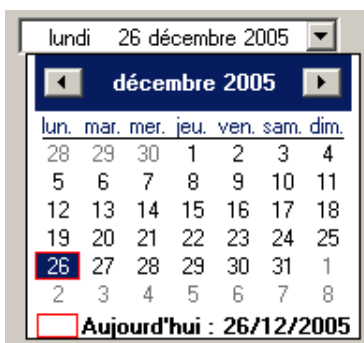 lundi 26 décembre 2005
décembre 2005
lun. mar. mer. jeu. ven. sam. dim.
28 29 30 1 2 3 4
5 6 7 8 9 10 11
12 13 14 15 16 17 18
19 20 21 22 23 24 25
26 27 28 29 30 31 1
2 3 4 5 6 7 8
Aujourd'hui : 26/12/2005